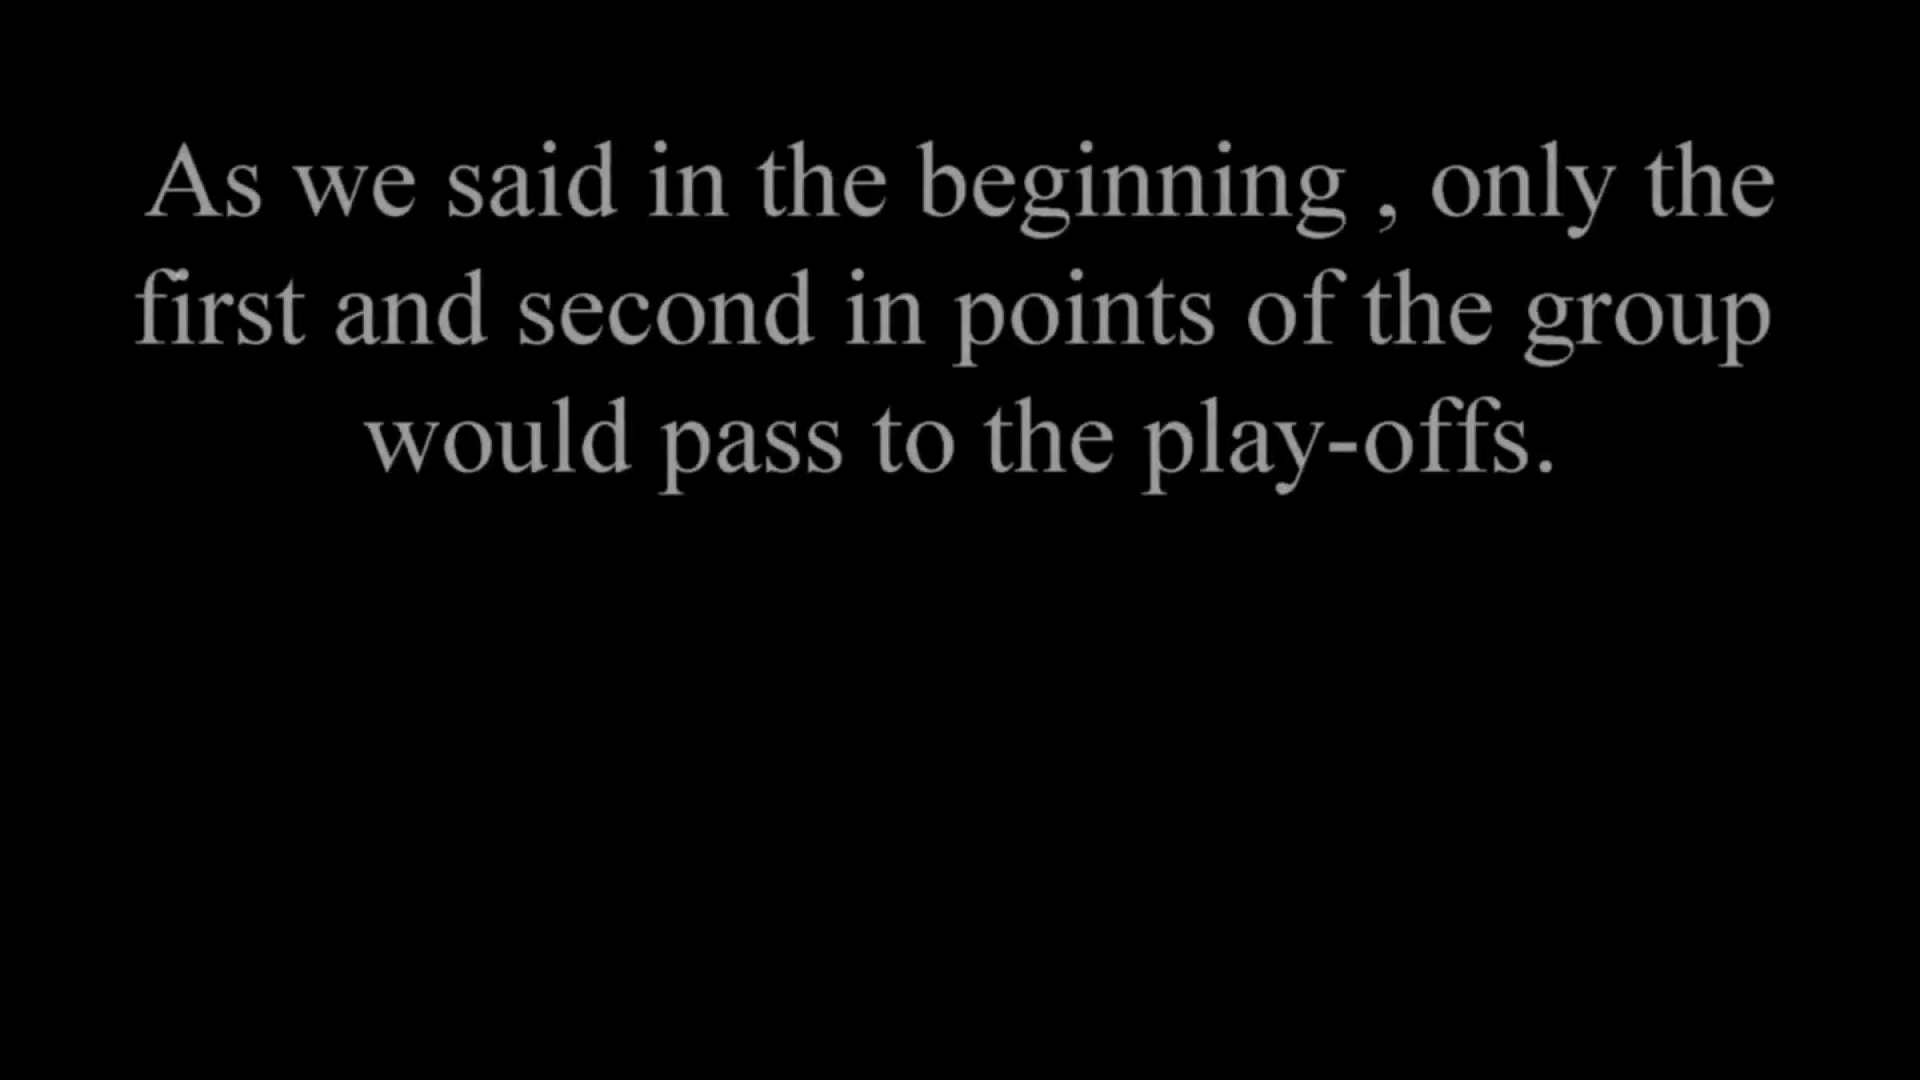 As we said in the beginning , only the
first and second in points of the group
would pass to the play-offs.